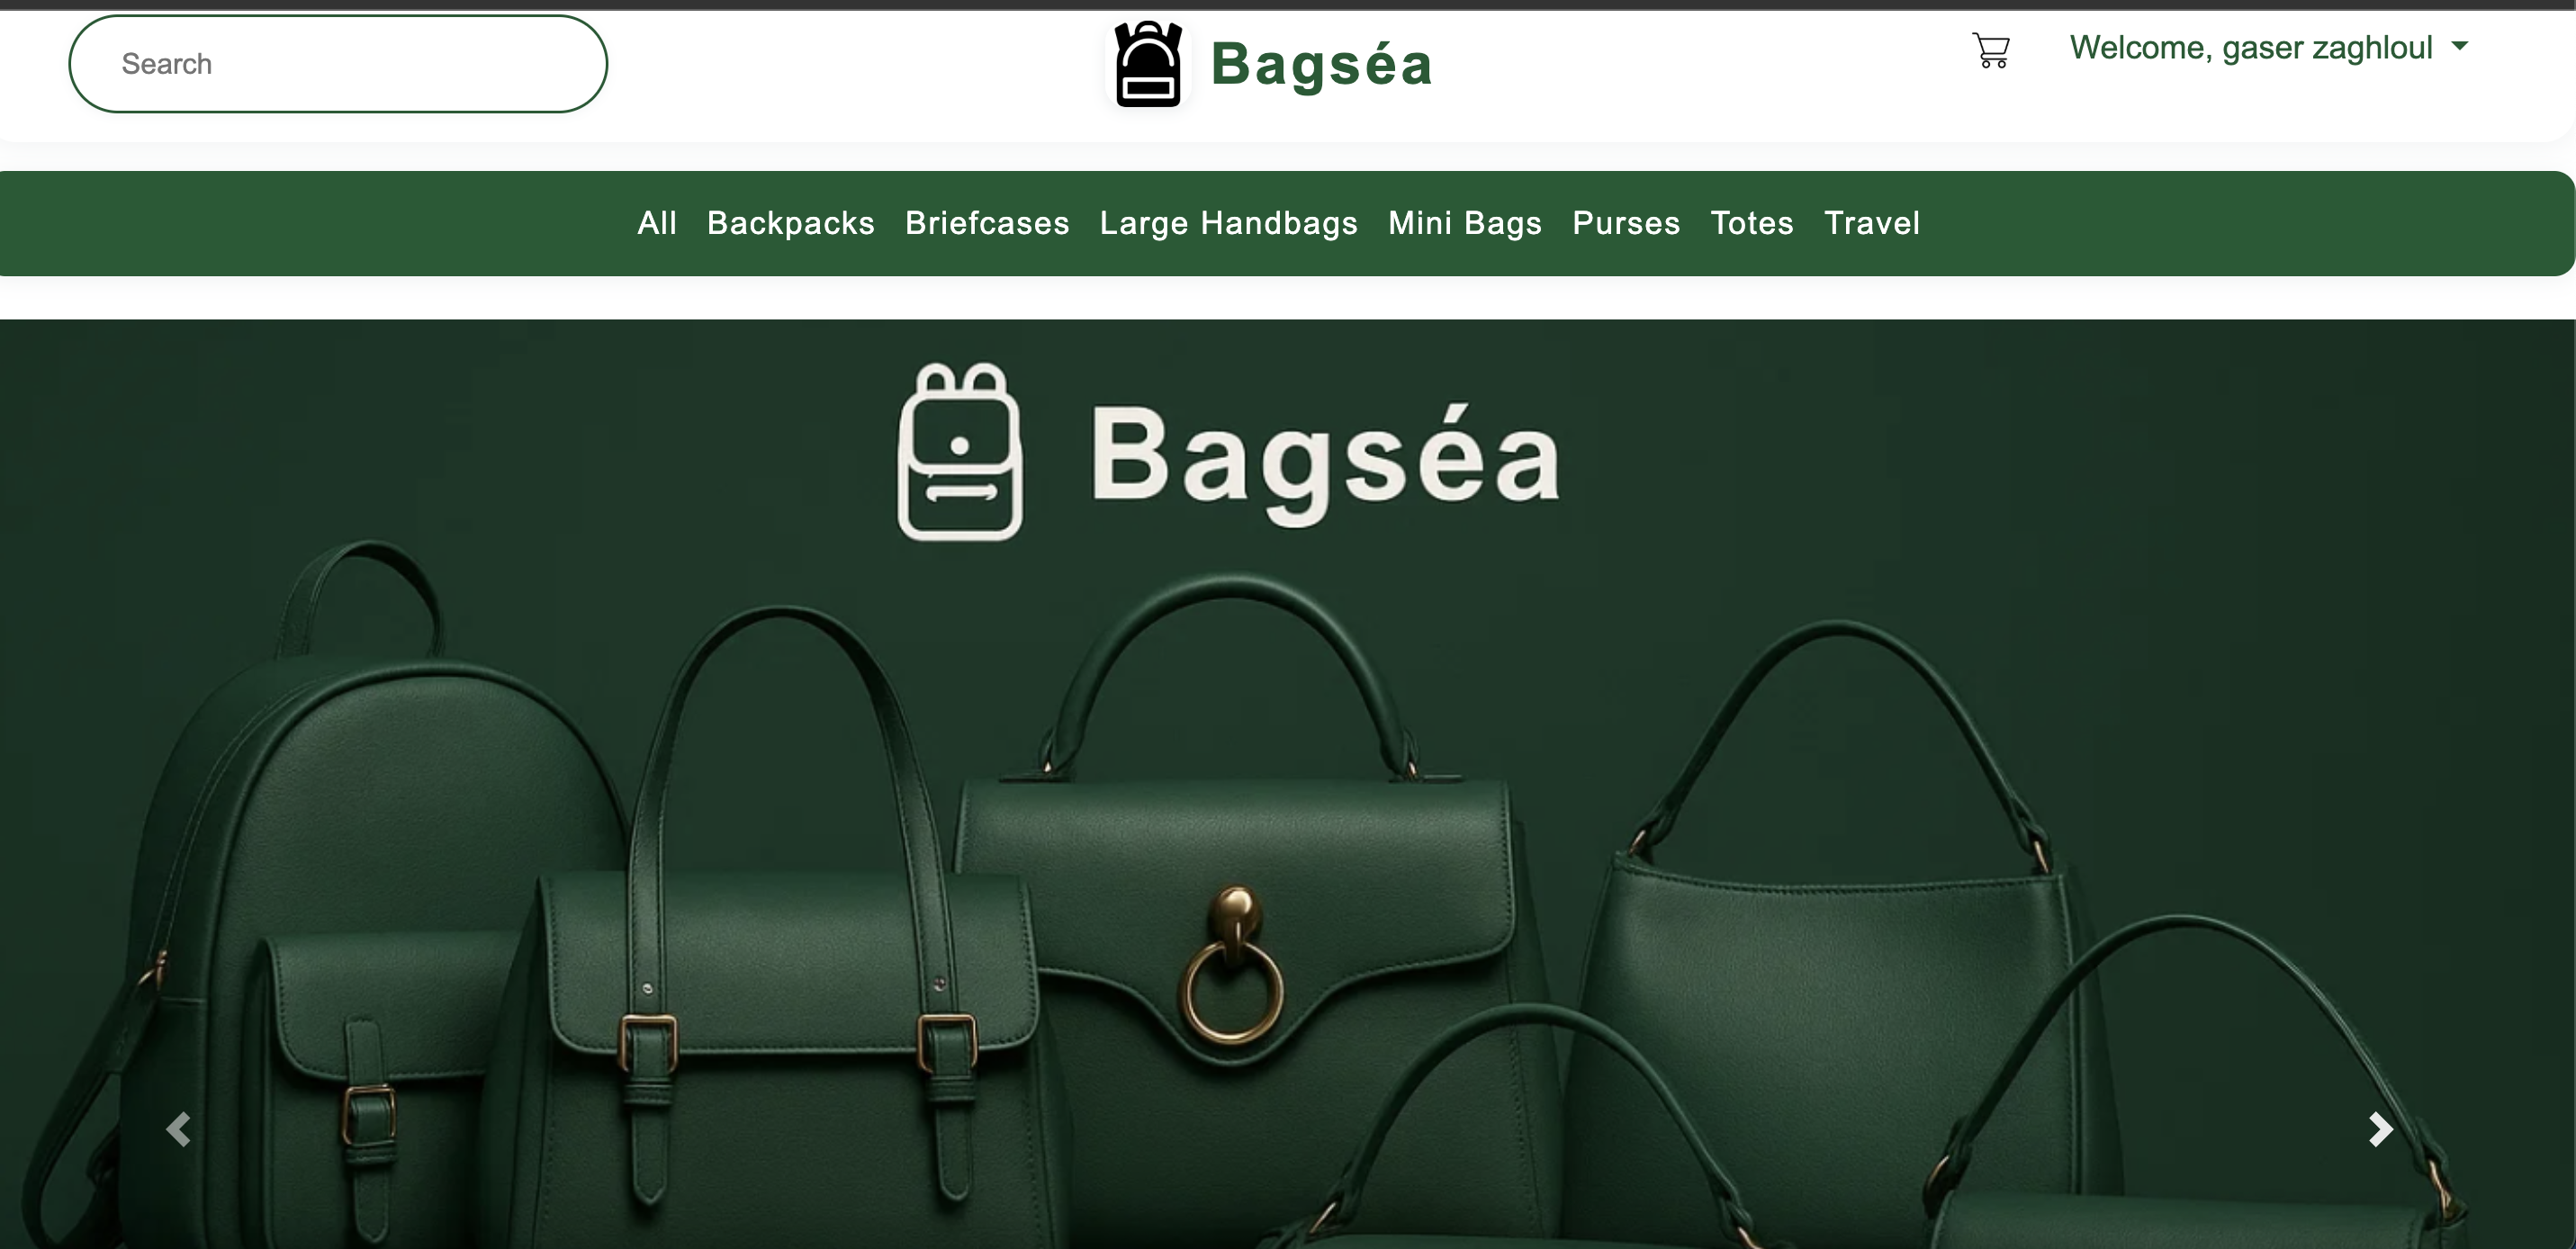 Search
Bagséa
Welcome, gaser zaghloul
All Backpacks Briefcases Large Handbags Mini Bags Purses Totes Travel
Bagséa